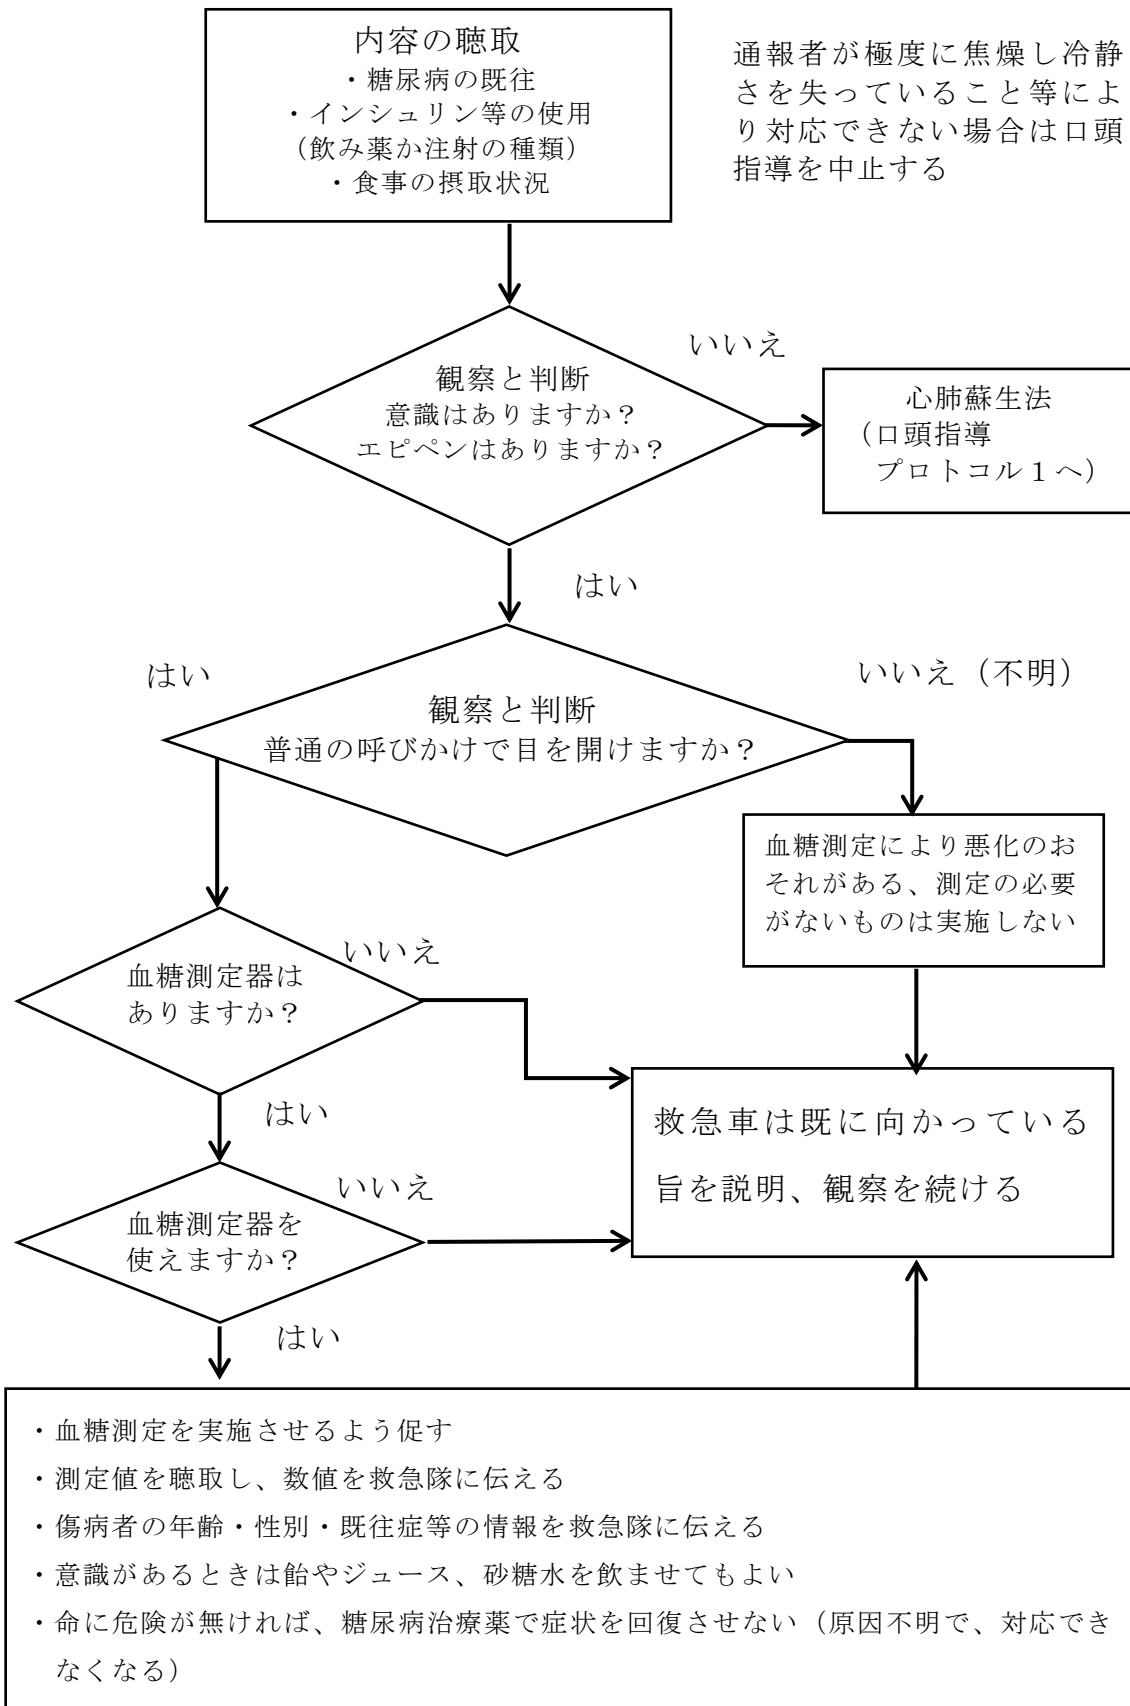 内容の聴取
・糖尿病の既往
・インシュリン等の使用
（飲み薬か注射の種類）
・食事の摂取状況
通報者が極度に焦燥し冷静
さを失っていること等によ
り対応できない場合は口頭
指導を中止する
いいえ
観察と判断
意識はありますか？
エピペンはありますか？
心肺蘇生法
（口頭指導
プロトコル１へ）
はい
はい
いいえ（不明）
観察と判断
普通の呼びかけで目を開けますか？
血糖測定により悪化のお
それがある、測定の必要
がないものは実施しない
いいえ
血糖測定器は
ありますか？
はい
救急車は既に向かっている
旨を説明、観察を続ける
いいえ
血糖測定器を
使えますか？
はい
・血糖測定を実施させるよう促す
・測定値を聴取し、数値を救急隊に伝える
・傷病者の年齢・性別・既往症等の情報を救急隊に伝える
・意識があるときは飴やジュース、砂糖水を飲ませてもよい
・命に危険が無ければ、糖尿病治療薬で症状を回復させない（原因不明で、対応でき
なくなる）